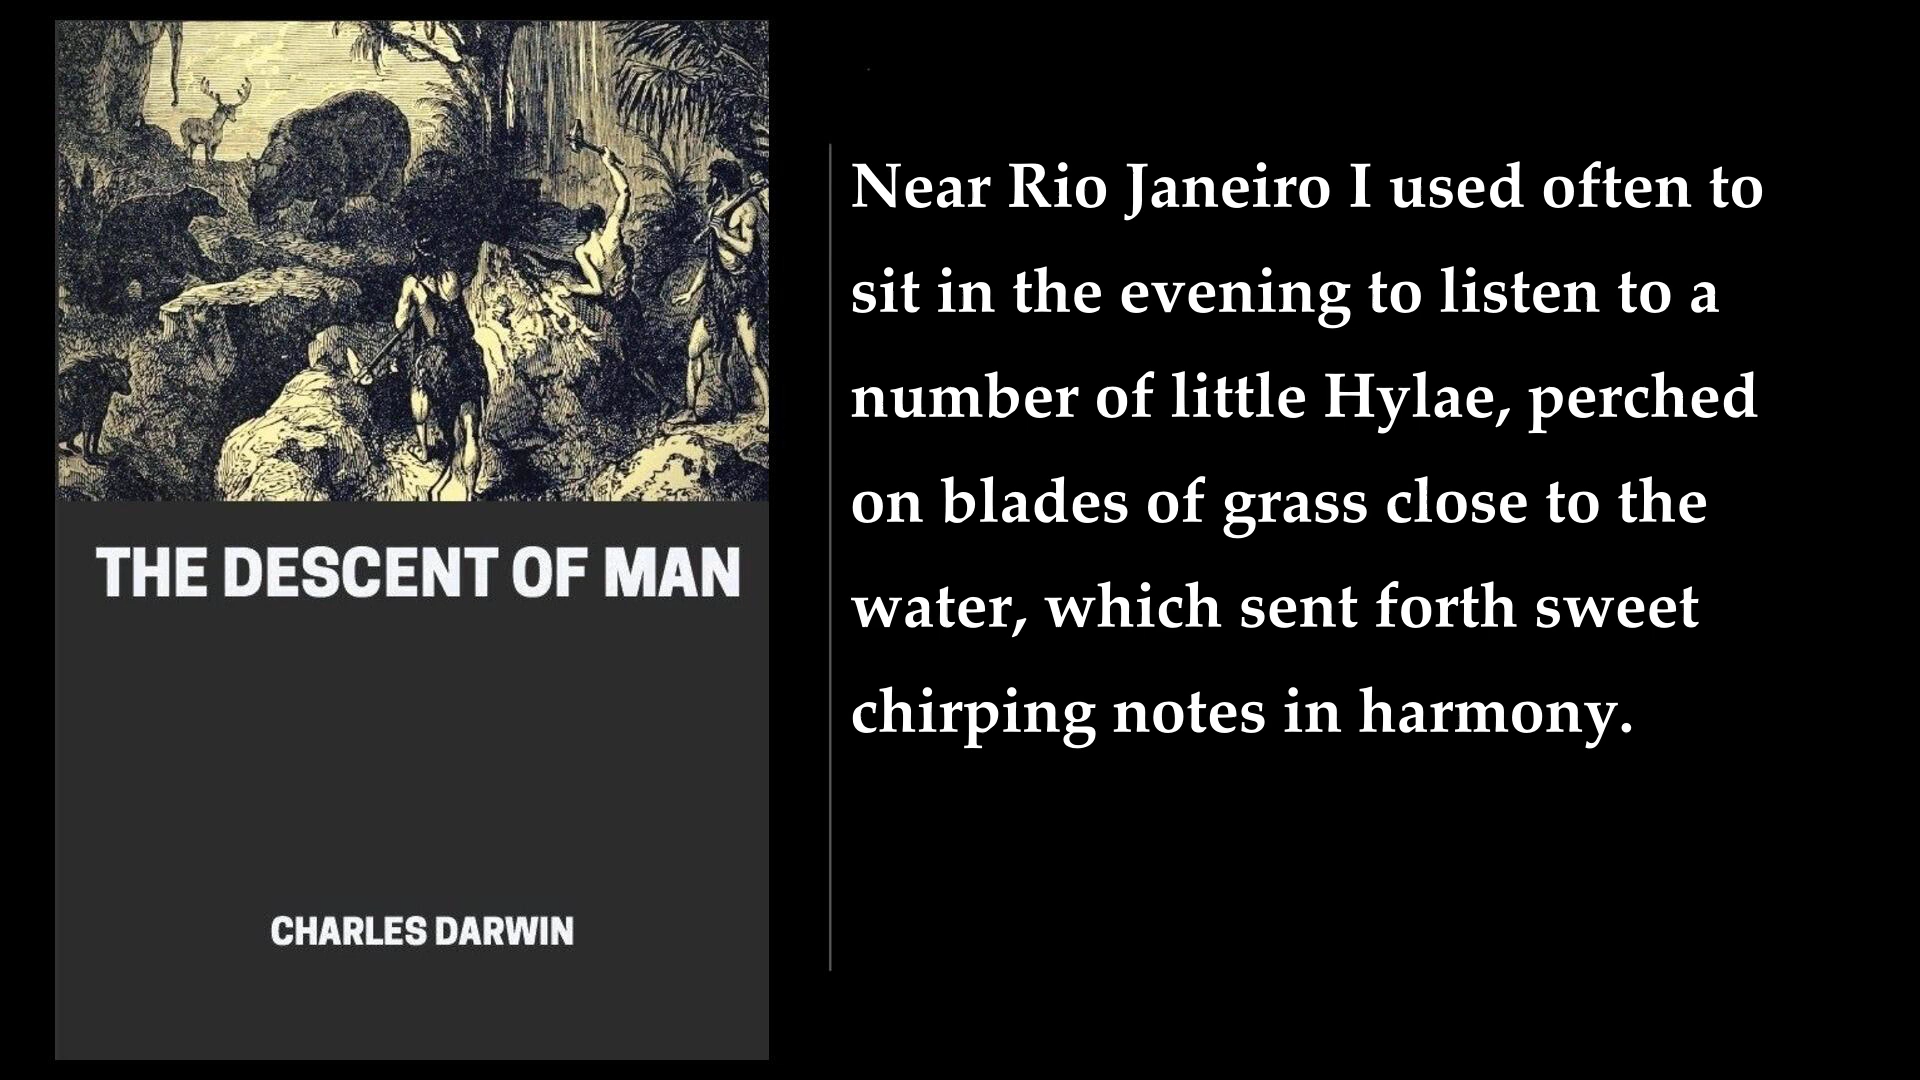 THE DESCENT OF MAN
CHARLES DARWIN
Near Rio Janeiro I used often to
sit in the evening to listen to a
number of little Hylae, perched
on blades of grass close to the
water, which sent forth sweet
chirping notes in harmony.